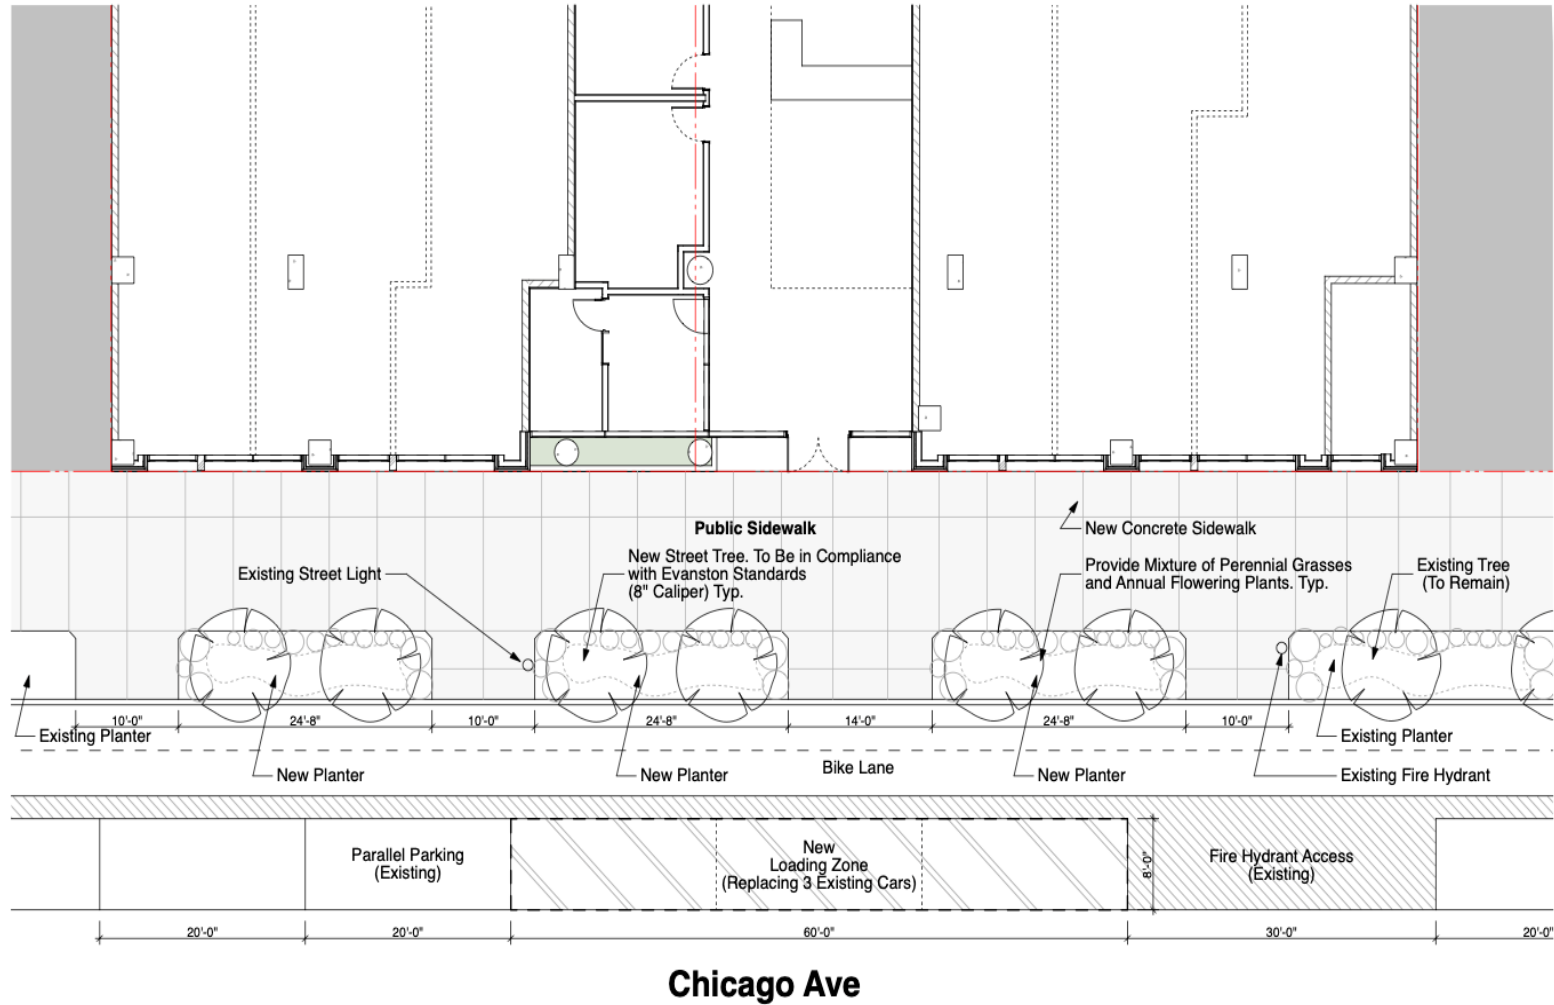 Public Sidewalk
New Concrete Sidewalk
New Street Tree. To Be in Compliance
with Evanston Standards
(8" Caliper) Typ.
Provide Mixture of Perennial Grasses
and Annual Flowering Plants. Typ.
Existing Tree
(To Remain)
Existing Street Light
10'-0"
24'-8"
10'-0"
24'-8"
14'-0"
24'-8"
10'-0"
Existing Planter
Existing Planter
New Planter
New Planter
Bike Lane
New Planter
Existing Fire Hydrant
Parallel Parking
(Existing)
New
Loading Zone
(Replacing 3 Existing Cars)
8'-0"
Fire Hydrant Access
(Existing)
20'-0"
20'-0"
60'-0"
30'-0"
20'-0"
Chicago Ave